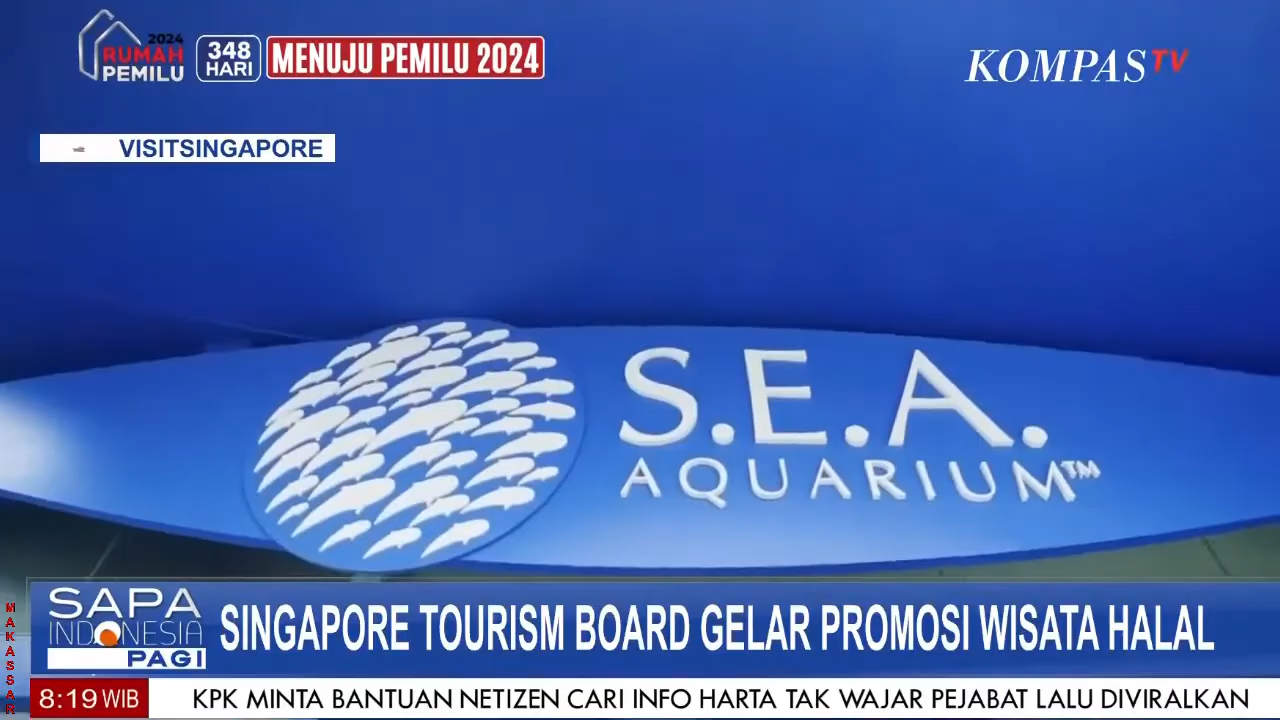 2024
RUMAH
PEMILU
348
HARI
MENUJU PEMILU 2024
KOMPAS TV
VISITSINGAPORE
S.E.A.
AQUARIUM™
SAPA
INDONESIA
PAGI
SINGAPORE TOURISM BOARD GELAR PROMOSI WISATA HALAL
MAKASSAR
8:19 WIB
KPK MINTA BANTUAN NETIZEN CARI INFO HARTA TAK WAJAR PEJABAT LALU DIVIRALKAN